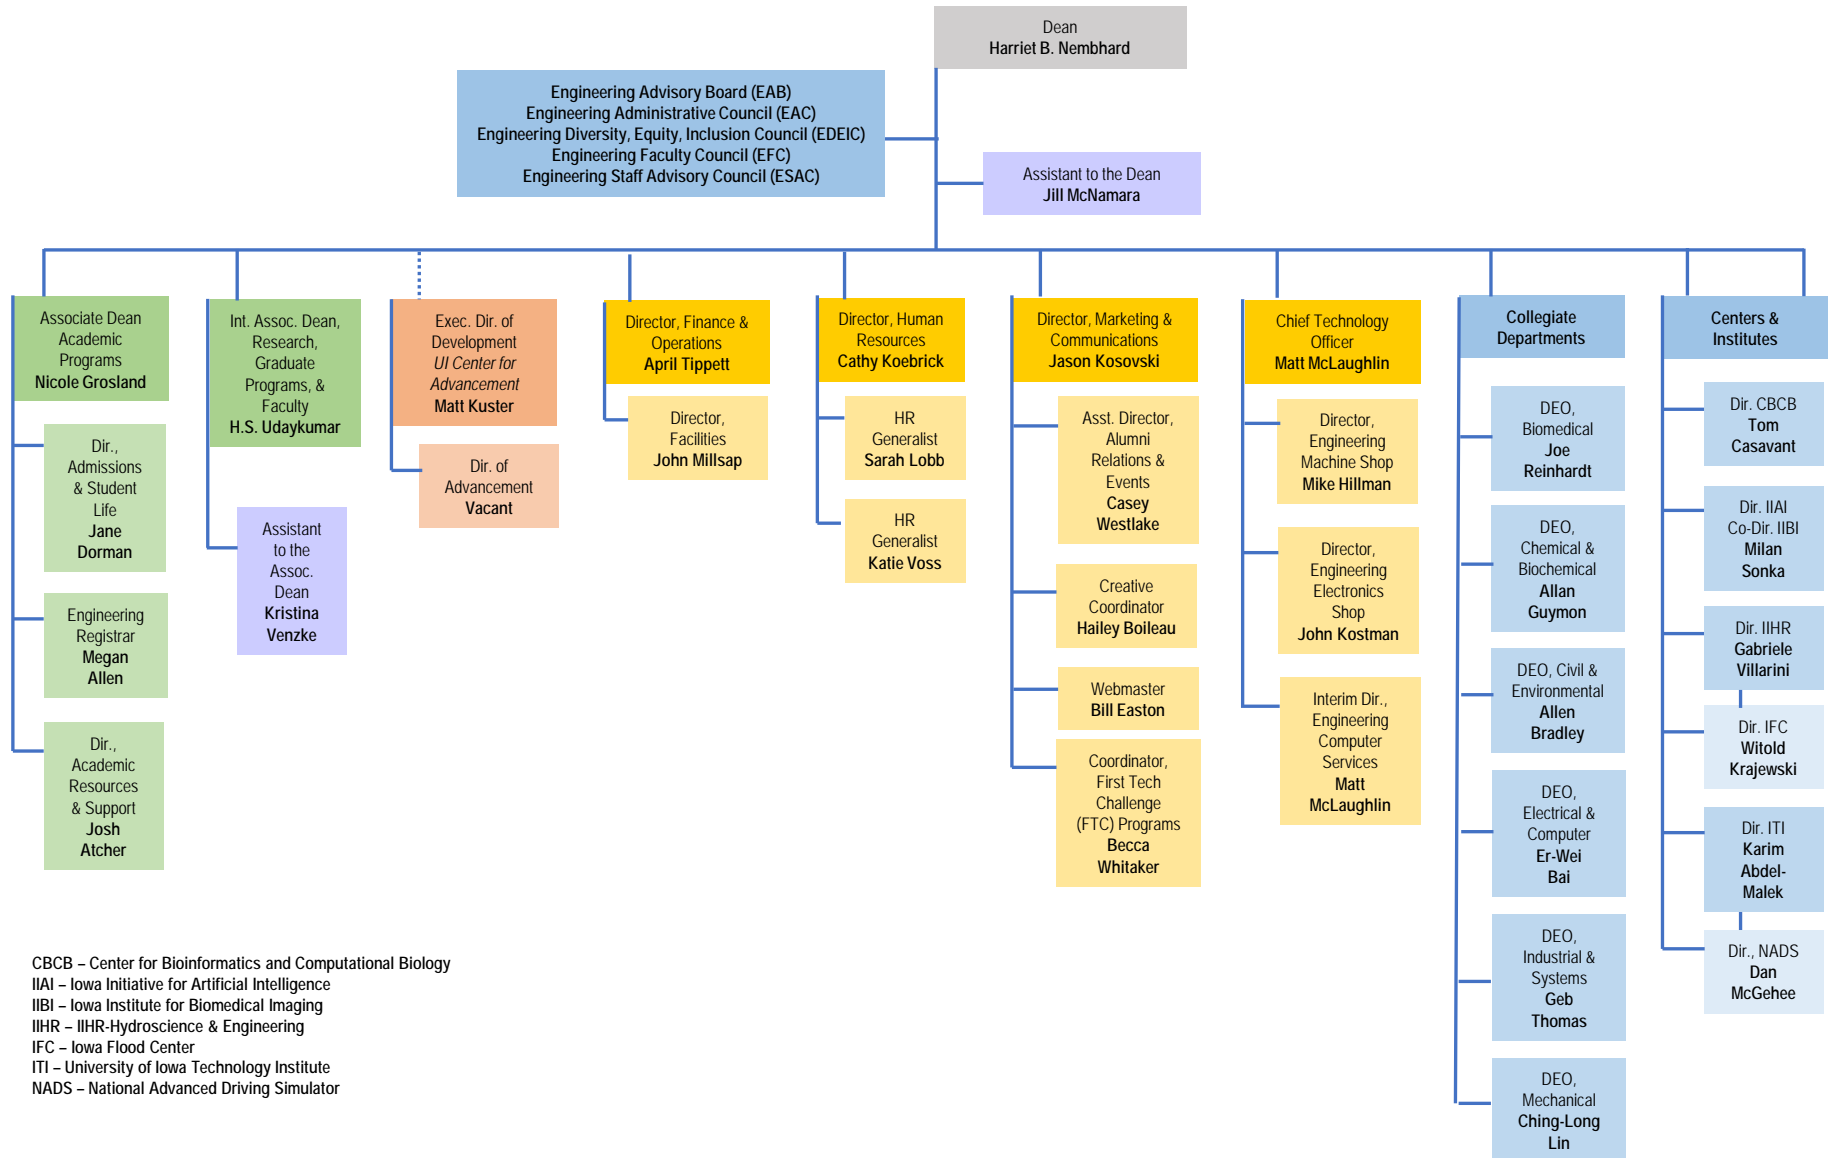 Dean
Harriet B. Nembhard
Engineering Advisory Board (EAB)
Engineering Administrative Council (EAC)
Engineering Diversity, Equity, Inclusion Council (EDEIC)
Engineering Faculty Council (EFC)
Engineering Staff Advisory Council (ESAC)
Assistant to the Dean
Jill McNamara
Associate Dean
Academic
Programs
Nicole Grosland
Dir.,
Admissions
& Student
Life
Jane
Dorman
Engineering
Registrar
Megan
Allen
Dir.,
Academic
Resources
& Support
Josh
Atcher
Int. Assoc. Dean,
Research,
Graduate
Programs, &
Faculty
H.S. Udaykumar
Assistant
to the
Assoc.
Dean
Kristina
Venzke
Exec. Dir. of
Development
UI Center for
Advancement
Matt Kuster
Dir. of
Advancement
Vacant
Director, Finance &
Operations
April Tippett
Director,
Facilities
John Millsap
Director, Human
Resources
Cathy Koebrick
HR
Generalist
Sarah Lobb
HR
Generalist
Katie Voss
Director, Marketing &
Communications
Jason Kosovski
Asst. Director,
Alumni
Relations &
Events
Casey
Westlake
Creative
Coordinator
Hailey Boileau
Webmaster
Bill Easton
Coordinator,
First Tech
Challenge
(FTC) Programs
Becca
Whitaker
Chief Technology
Officer
Matt McLaughlin
Director,
Engineering
Machine Shop
Mike Hillman
Director,
Engineering
Electronics
Shop
John Kostman
Interim Dir.,
Engineering
Computer
Services
Matt
McLaughlin
Collegiate
Departments
DEO,
Biomedical
Joe
Reinhardt
DEO,
Chemical &
Biochemical
Allan
Guymon
DEO, Civil &
Environmental
Allen
Bradley
DEO,
Electrical &
Computer
Er-Wei
Bai
DEO,
Industrial &
Systems
Geb
Thomas
DEO,
Mechanical
Ching-Long
Lin
Centers &
Institutes
Dir. CBCB
Tom
Casavant
Dir. IIAI
Co-Dir. IIBI
Milan
Sonka
Dir. IIHR
Gabriele
Villarini
Dir. IFC
Witold
Krajewski
Dir. ITI
Karim
Abdel-
Malek
Dir., NADS
Dan
McGehee
CBCB – Center for Bioinformatics and Computational Biology
IIAI – Iowa Initiative for Artificial Intelligence
IIBI – Iowa Institute for Biomedical Imaging
IIHR – IIHR-Hydroscience & Engineering
IFC – Iowa Flood Center
ITI – University of Iowa Technology Institute
NADS – National Advanced Driving Simulator